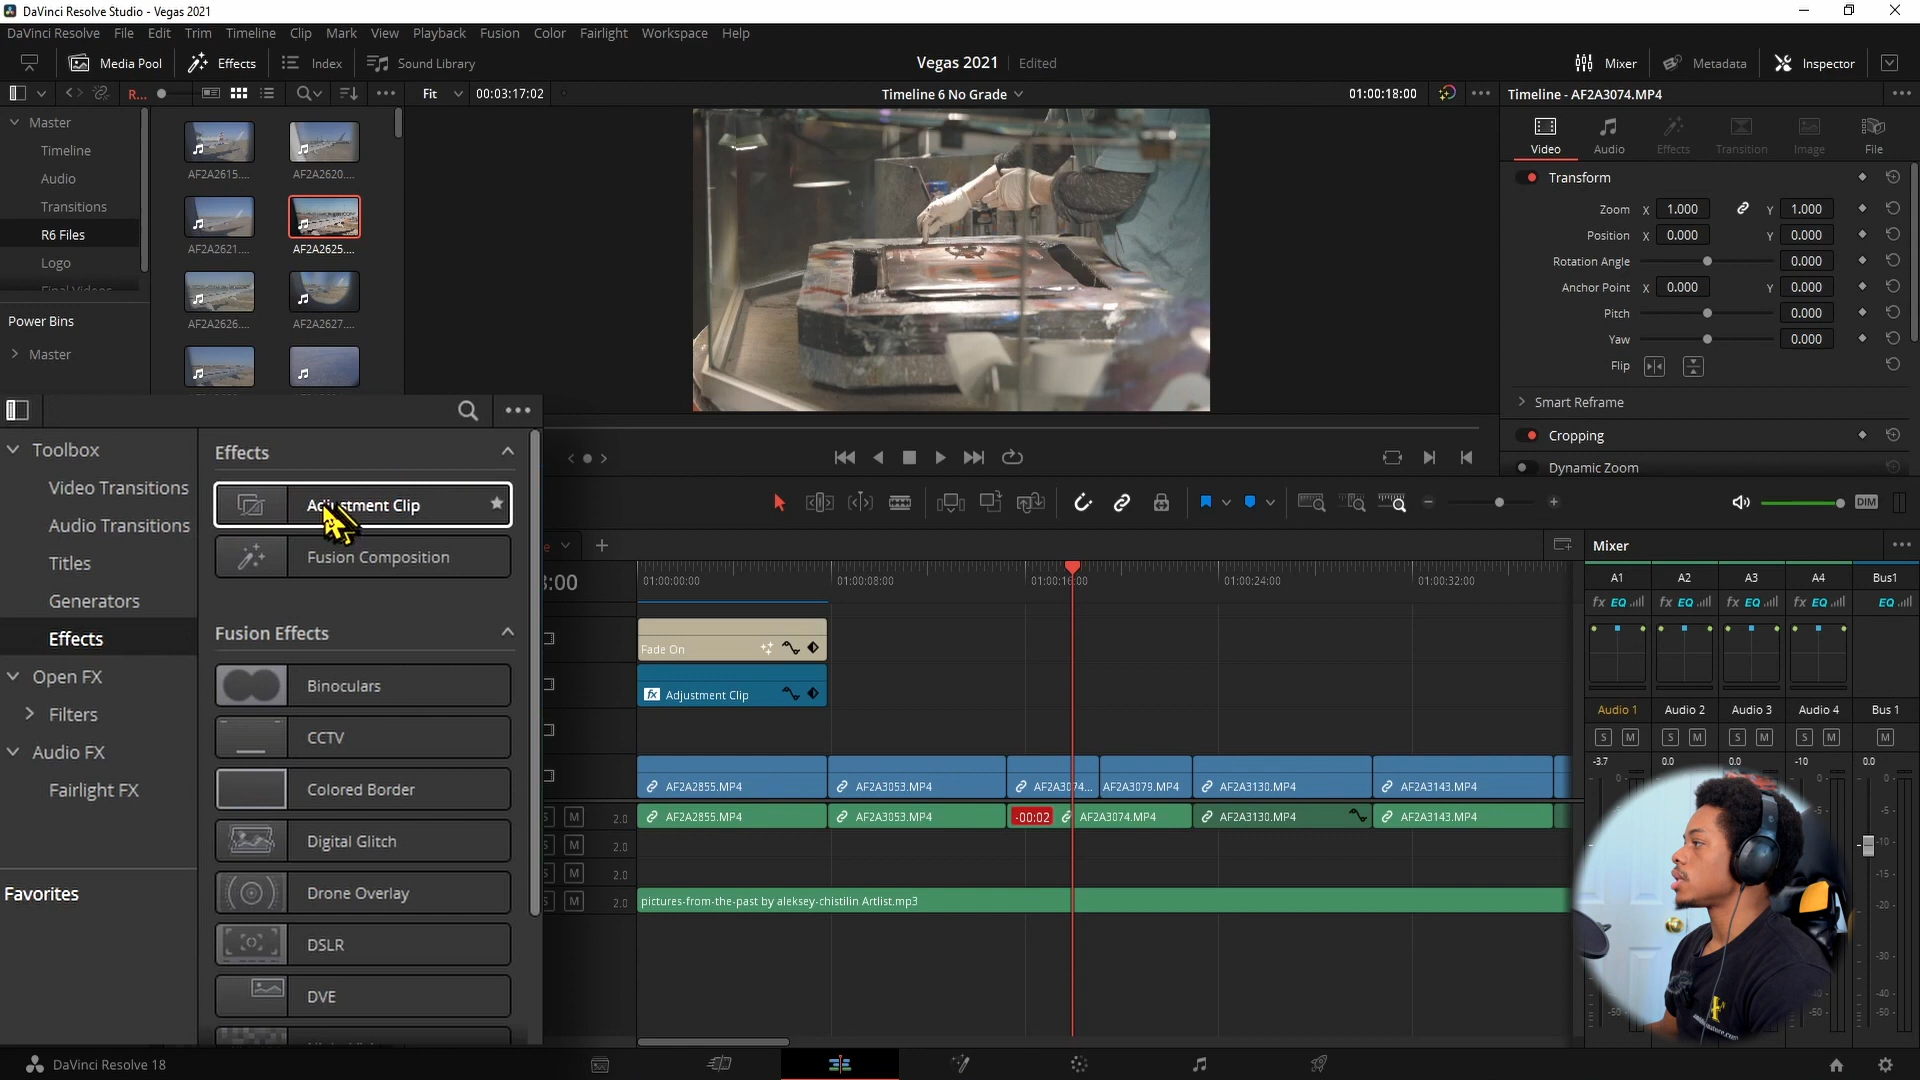 DaVinci Resolve Studio - Vegas 2021
DaVinci Resolve File Edit Trim Timeline Clip Mark View Playback Fusion Color Fairlight Workspace Help
Media Pool Effects Index Sound Library Vegas 2021 Edited Mixer Metadata Inspector
R... Fit 00:03:17:02 Timeline 6 No Grade 01:00:18:00 Timeline - AF2A3074.MP4
Master
Timeline
Audio
Transitions
R6 Files
Logo
Final Videos
Power Bins
Master
AF2A2615....
AF2A2620....
AF2A2621....
AF2A2625....
AF2A2626....
AF2A2627....
Video Audio Effects Transition Image File
Transform
Zoom X 1.000 Y 1.000
Position X 0.000 Y 0.000
Rotation Angle 0.000
Anchor Point X 0.000 Y 0.000
Pitch 0.000
Yaw 0.000
Flip
Smart Reframe
Cropping
Dynamic Zoom
Toolbox
Video Transitions
Audio Transitions
Titles
Generators
Effects
Open FX
Filters
Audio FX
Fairlight FX
Favorites
Effects
Adjustment Clip
Fusion Composition
Fusion Effects
Binoculars
CCTV
Colored Border
Digital Glitch
Drone Overlay
DSLR
DVE
DIM
3:00
01:00:00:00 01:00:08:00 01:00:16:00 01:00:24:00 01:00:32:00
Fade On
fx Adjustment Clip
AF2A2855.MP4 AF2A3053.MP4 AF2A3074... AF2A3079.MP4 AF2A3130.MP4 AF2A3143.MP4
M 2.0 AF2A2855.MP4 AF2A3053.MP4 -00:02 AF2A3074.MP4 AF2A3130.MP4 AF2A3143.MP4
M 2.0
M 2.0
M 2.0 pictures-from-the-past by aleksey-chistilin Artlist.mp3
Mixer
A1 A2 A3 A4 Bus1
fx EQ fx EQ fx EQ fx EQ EQ
Audio 1 Audio 2 Audio 3 Audio 4 Bus 1
S M S M S M S M M
-3.7 0.0 0.0 -10 0.0
DaVinci Resolve 18